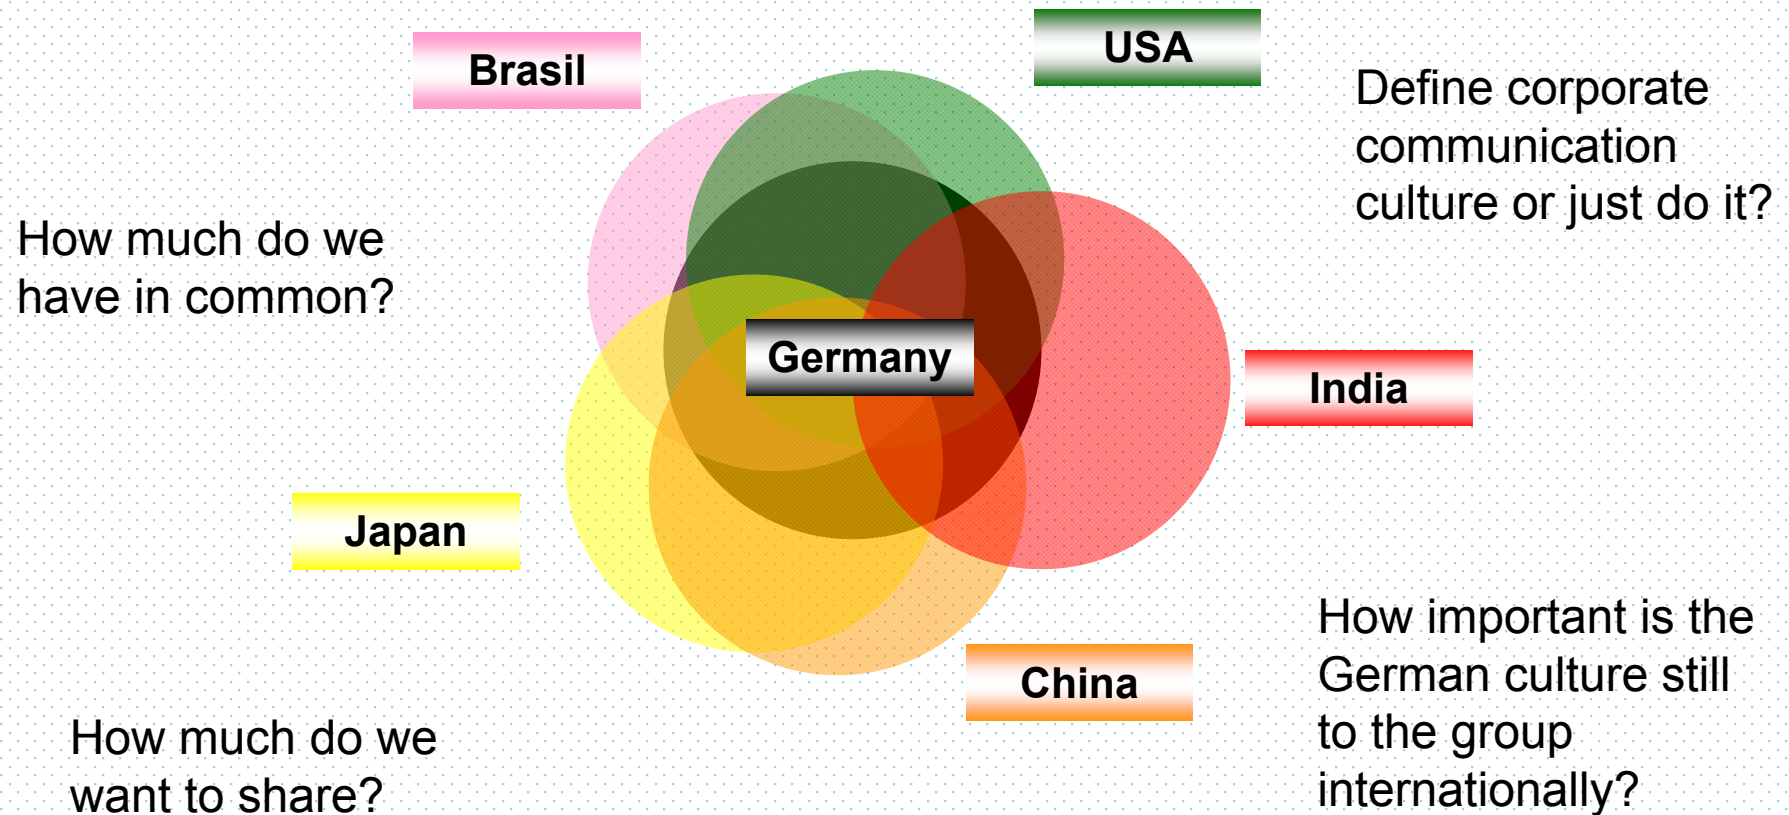 Brasil
USA
Define corporate
communication
culture or just do it?
How much do we
have in common?
Germany
India
Japan
China
How important is the
German culture still
to the group
internationally?
How much do we
want to share?